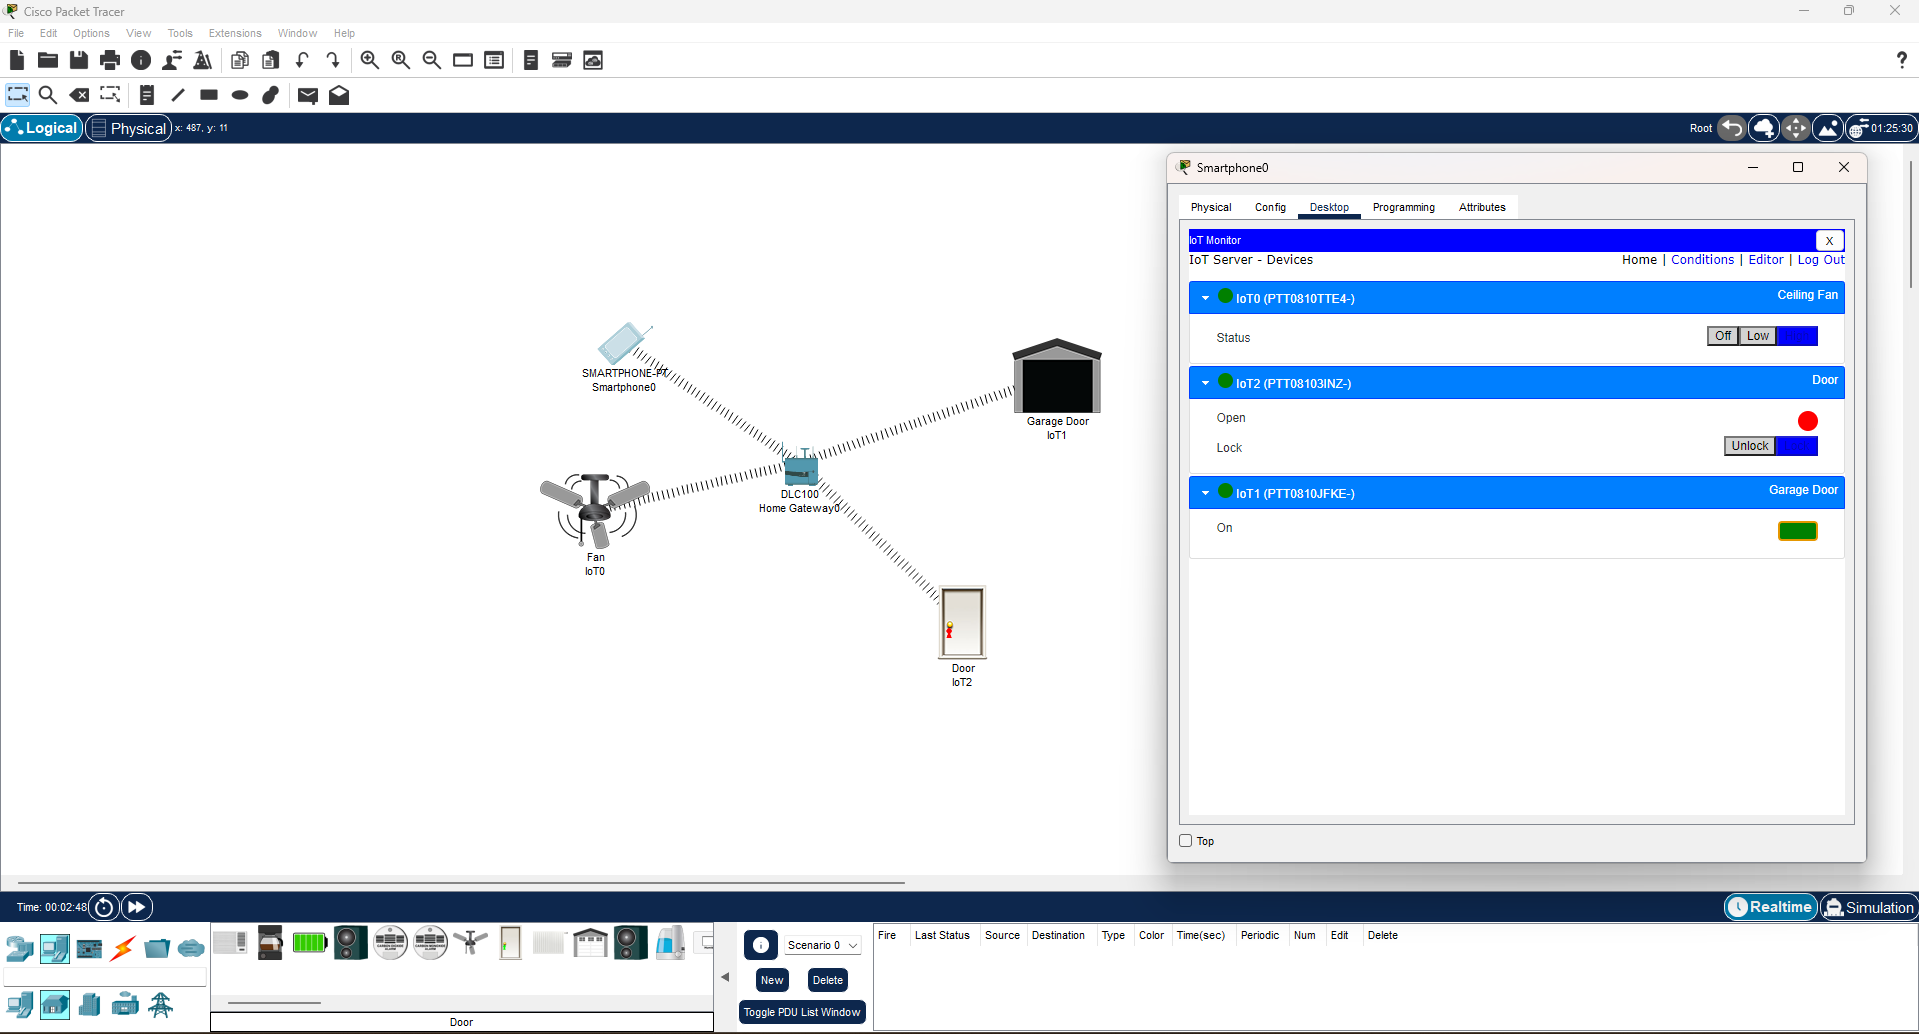 Cisco Packet Tracer
File Edit Options View Tools Extensions Window Help
Logical Physical x: 487, y: 11 Root 01:25:30
Smartphone0
Physical Config Desktop Programming Attributes
IoT Monitor X
IoT Server - Devices Home | Conditions | Editor | Log Out
IoT0 (PTT0810TTE4-) Ceiling Fan
Status Off Low
IoT2 (PTT08103INZ-) Door
Open
Lock Unlock
IoT1 (PTT0810JFKE-) Garage Door
On
Top
SMARTPHONE-PT
Smartphone0
Garage Door
IoT1
DLC100
Home Gateway0
Fan
IoT0
Door
IoT2
Time: 00:02:48 Realtime Simulation
Scenario 0
New Delete
Toggle PDU List Window
Fire Last Status Source Destination Type Color Time(sec) Periodic Num Edit Delete
Door